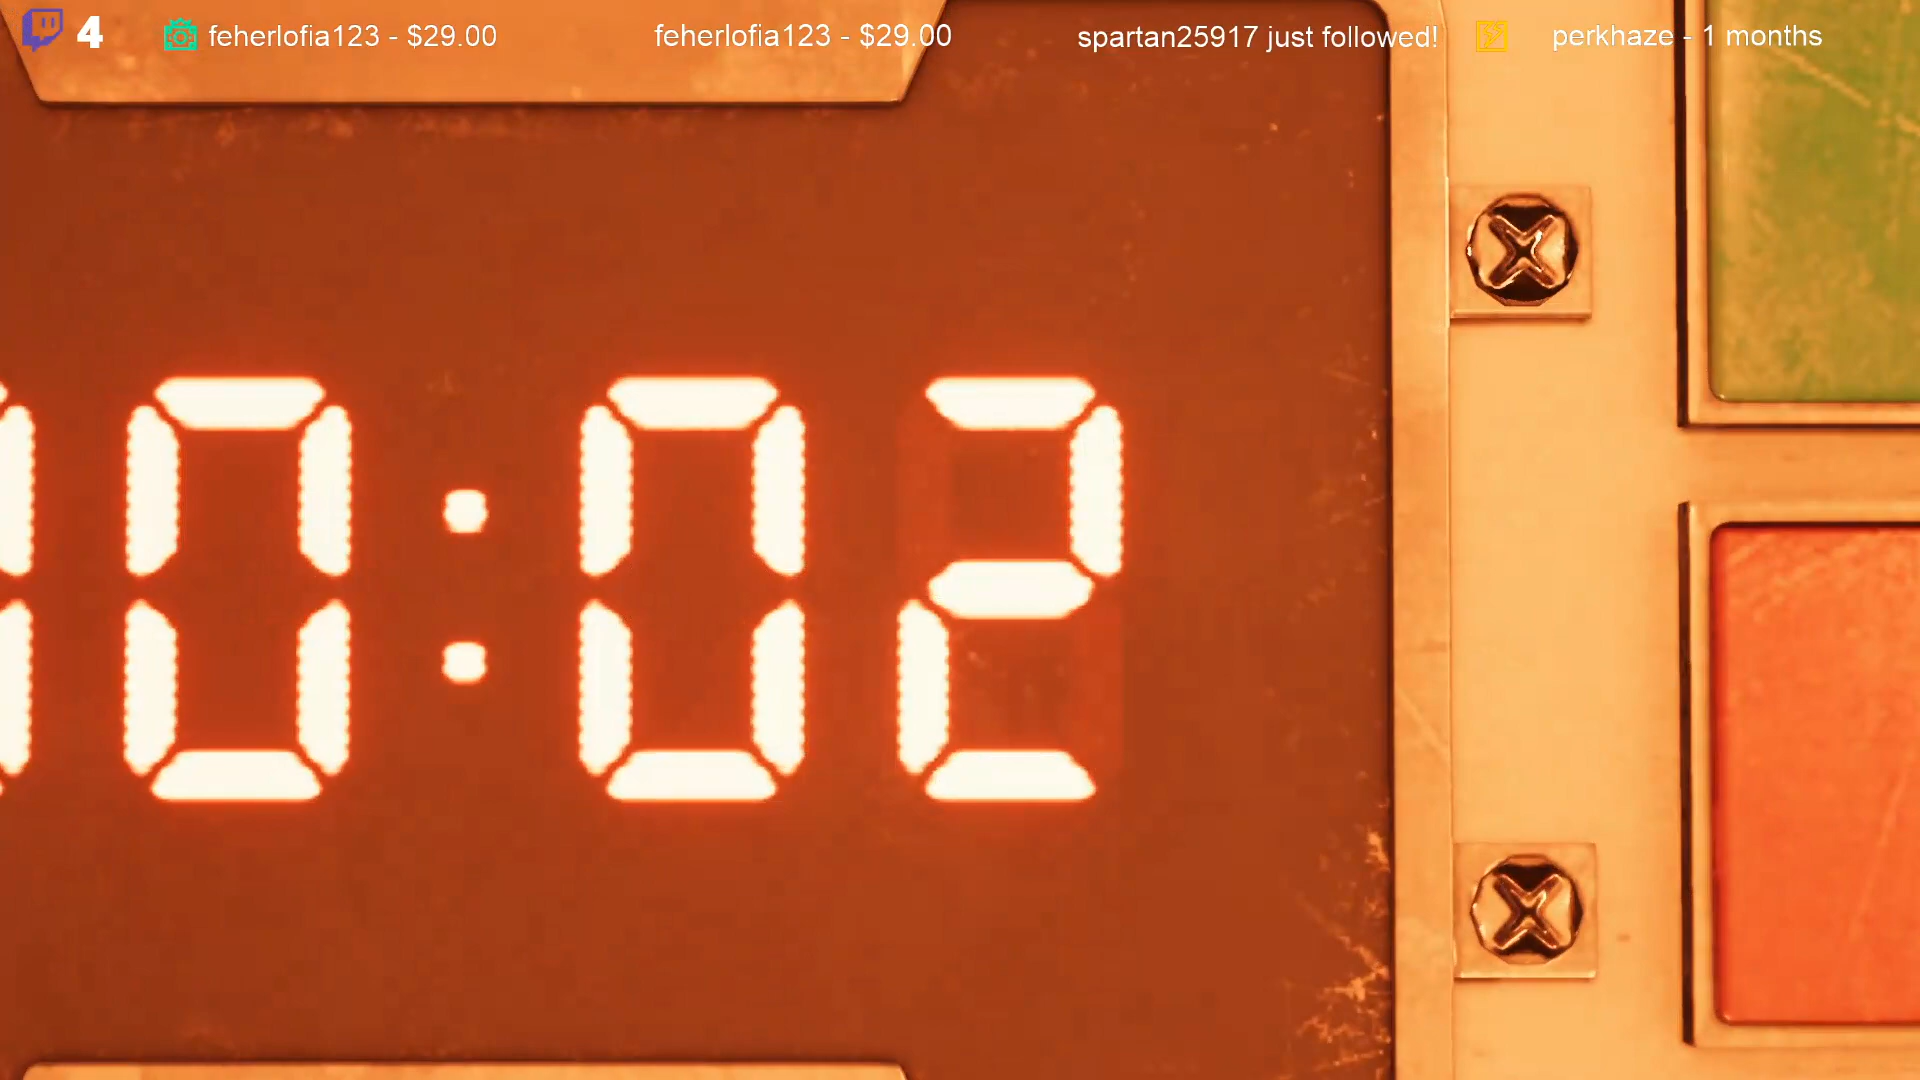 4 feherlofia123 - $29.00 feherlofia123 - $29.00 spartan25917 just followed! perkhaze - 1 months
0:02